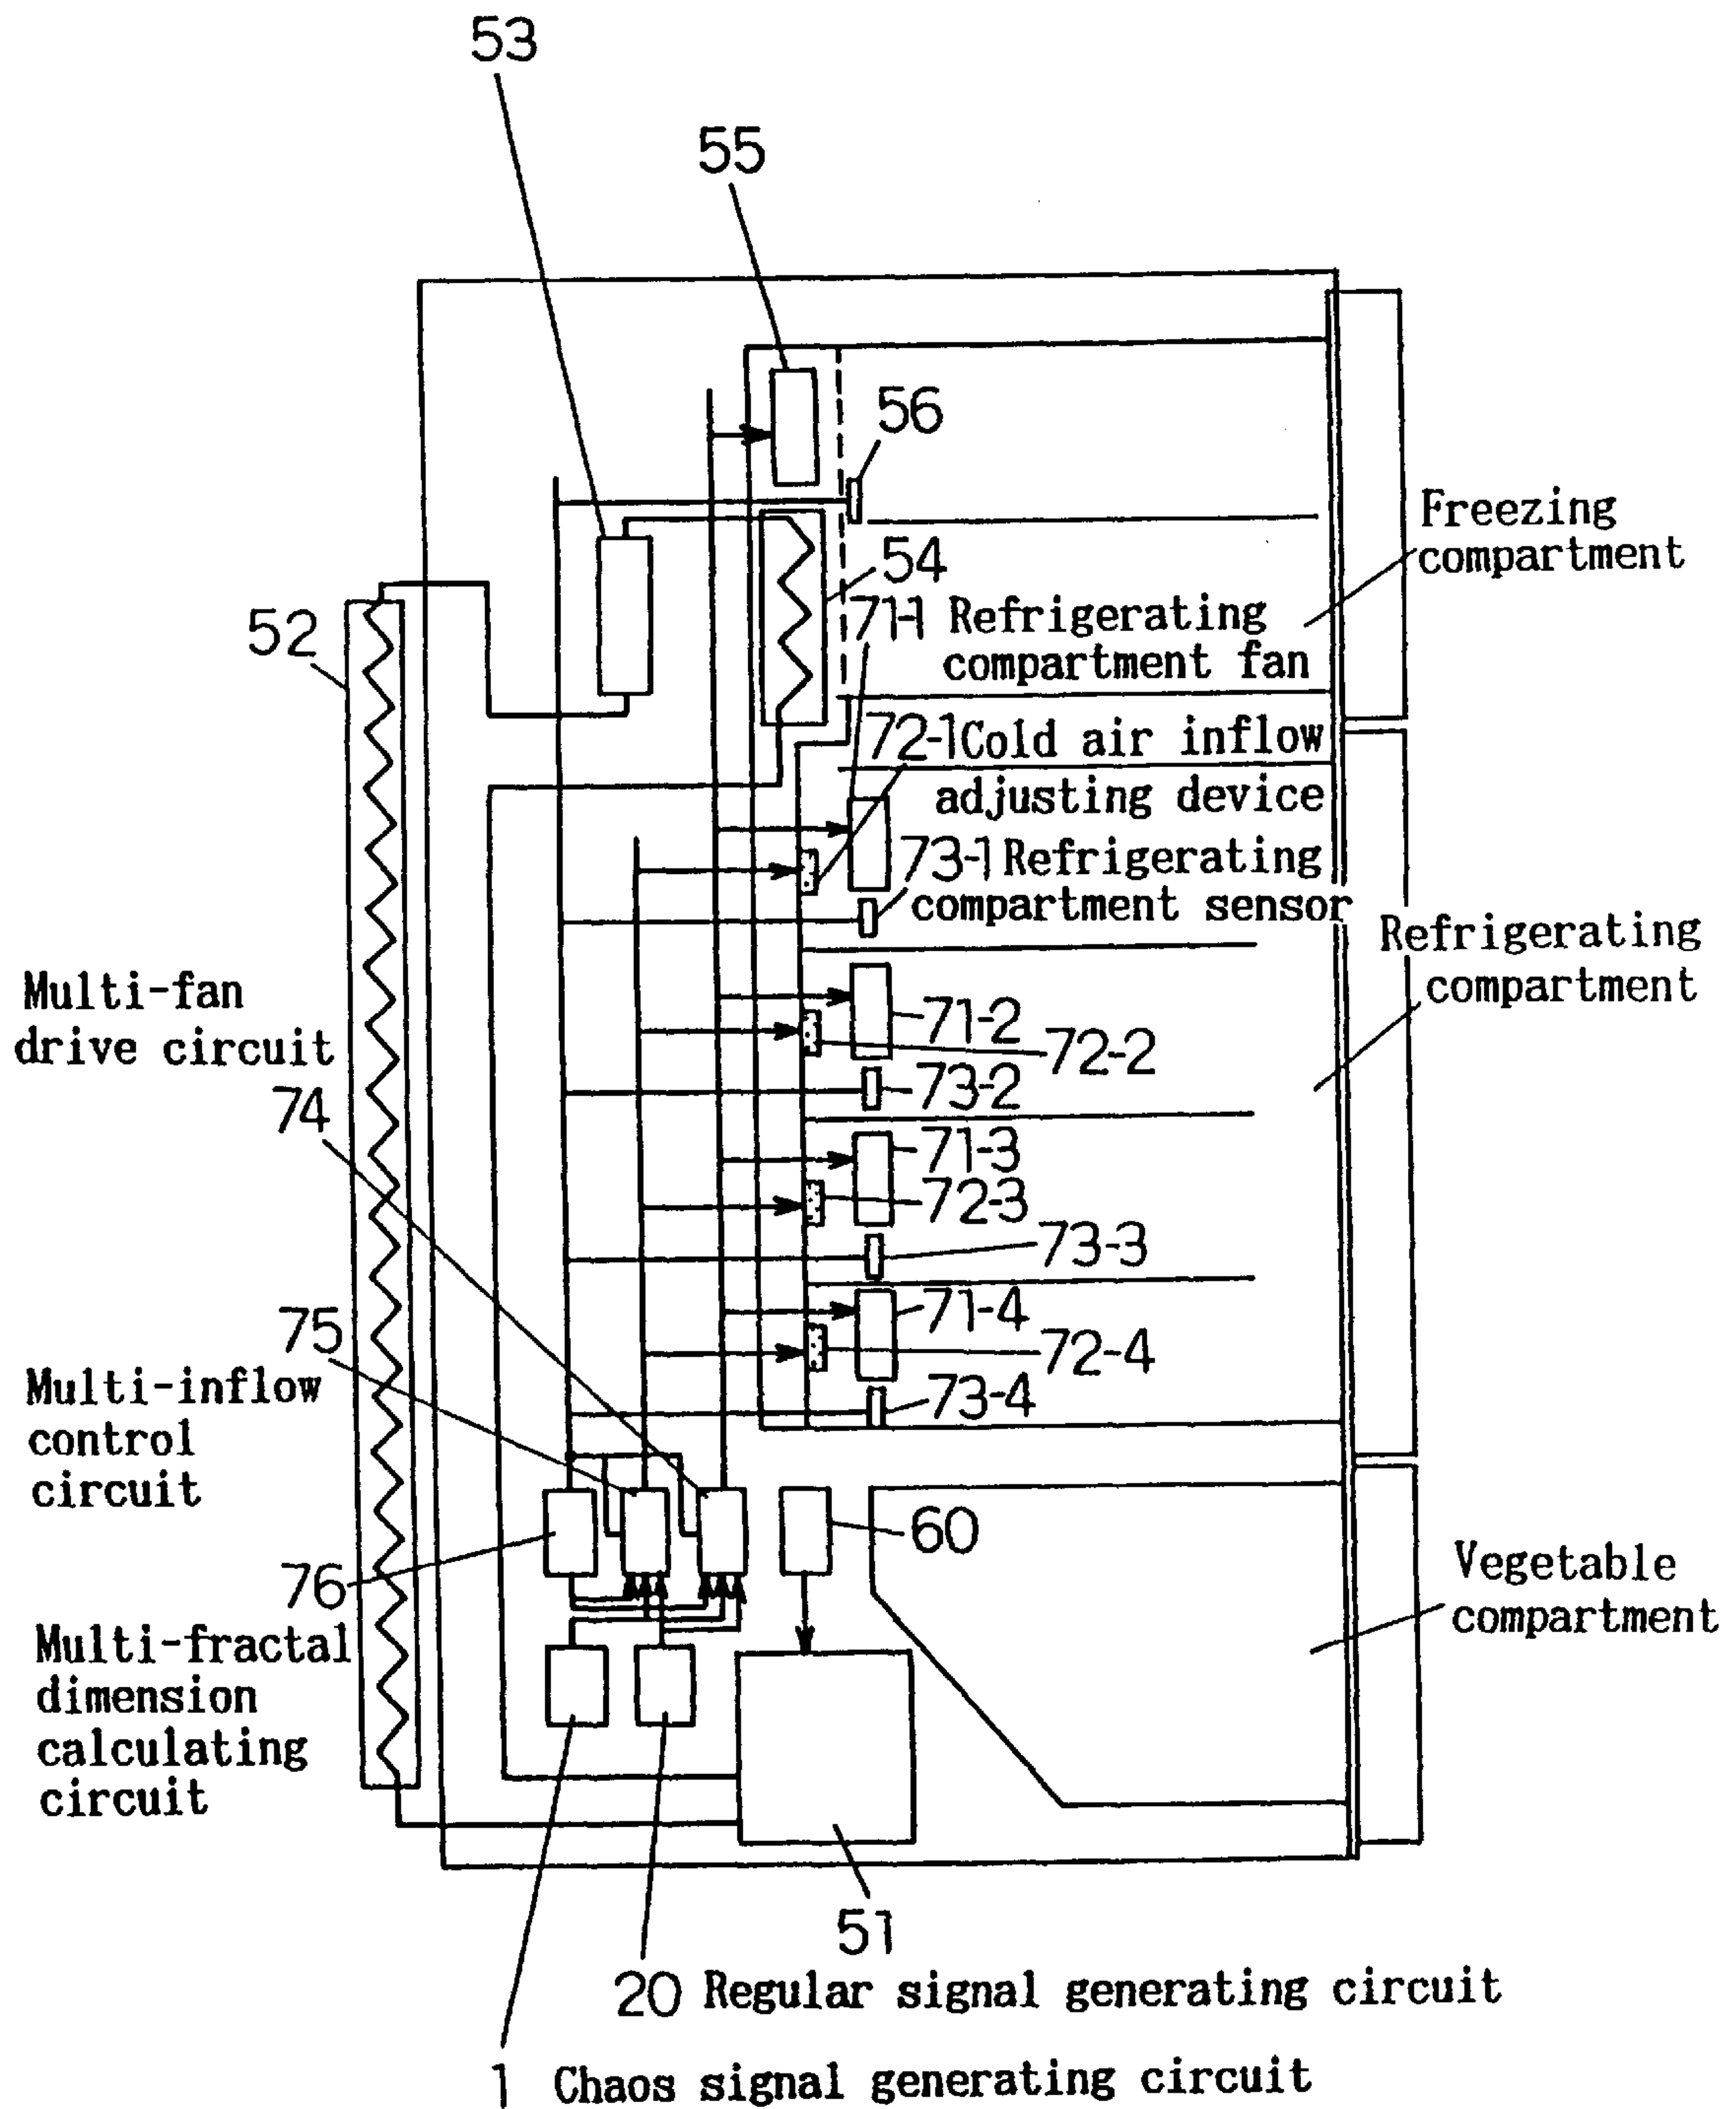 53
55
56
Freezing
compartment
54
52
71-1 Refrigerating
compartment fan
72-1 Cold air inflow
adjusting device
73-1 Refrigerating
compartment sensor
Refrigerating
compartment
Multi-fan
drive circuit
74
71-2
72-2
73-2
71-3
72-3
73-3
71-4
72-4
73-4
75
Multi-inflow
control
circuit
60
76
Multi-fractal
dimension
calculating
circuit
Vegetable
compartment
51
20 Regular signal generating circuit
1 Chaos signal generating circuit